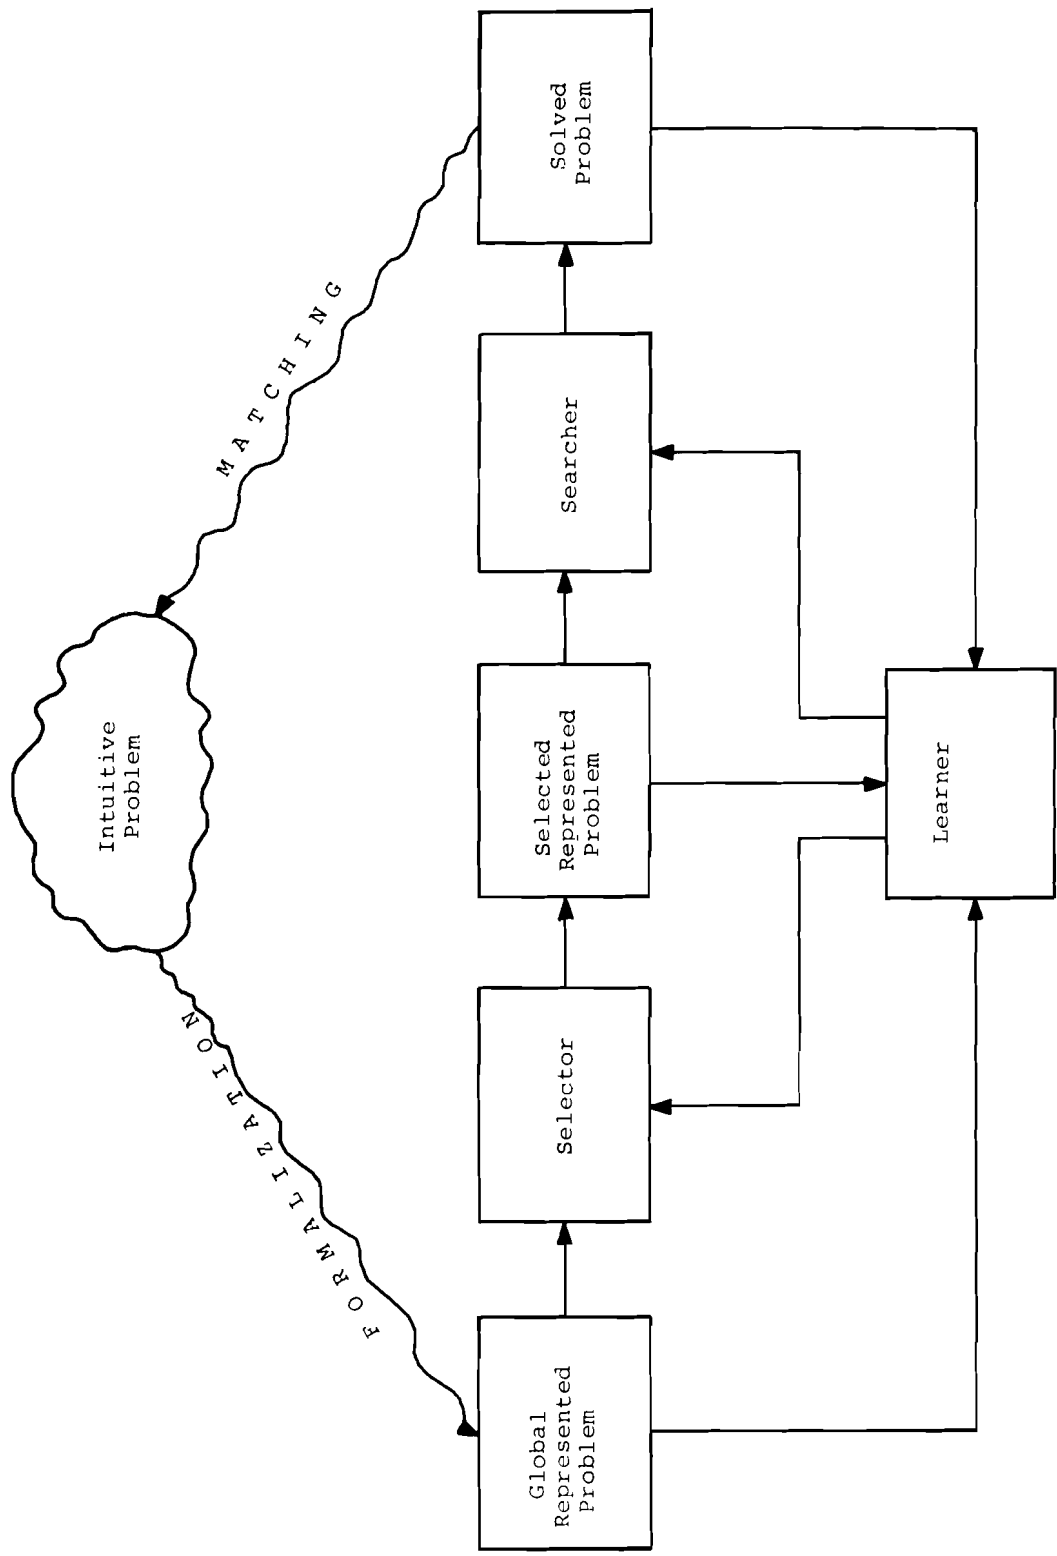 Intuitive
Problem
FORMALIZATION
MATCHING
Global
Represented
Problem
Selector
Selected
Represented
Problem
Searcher
Solved
Problem
Learner